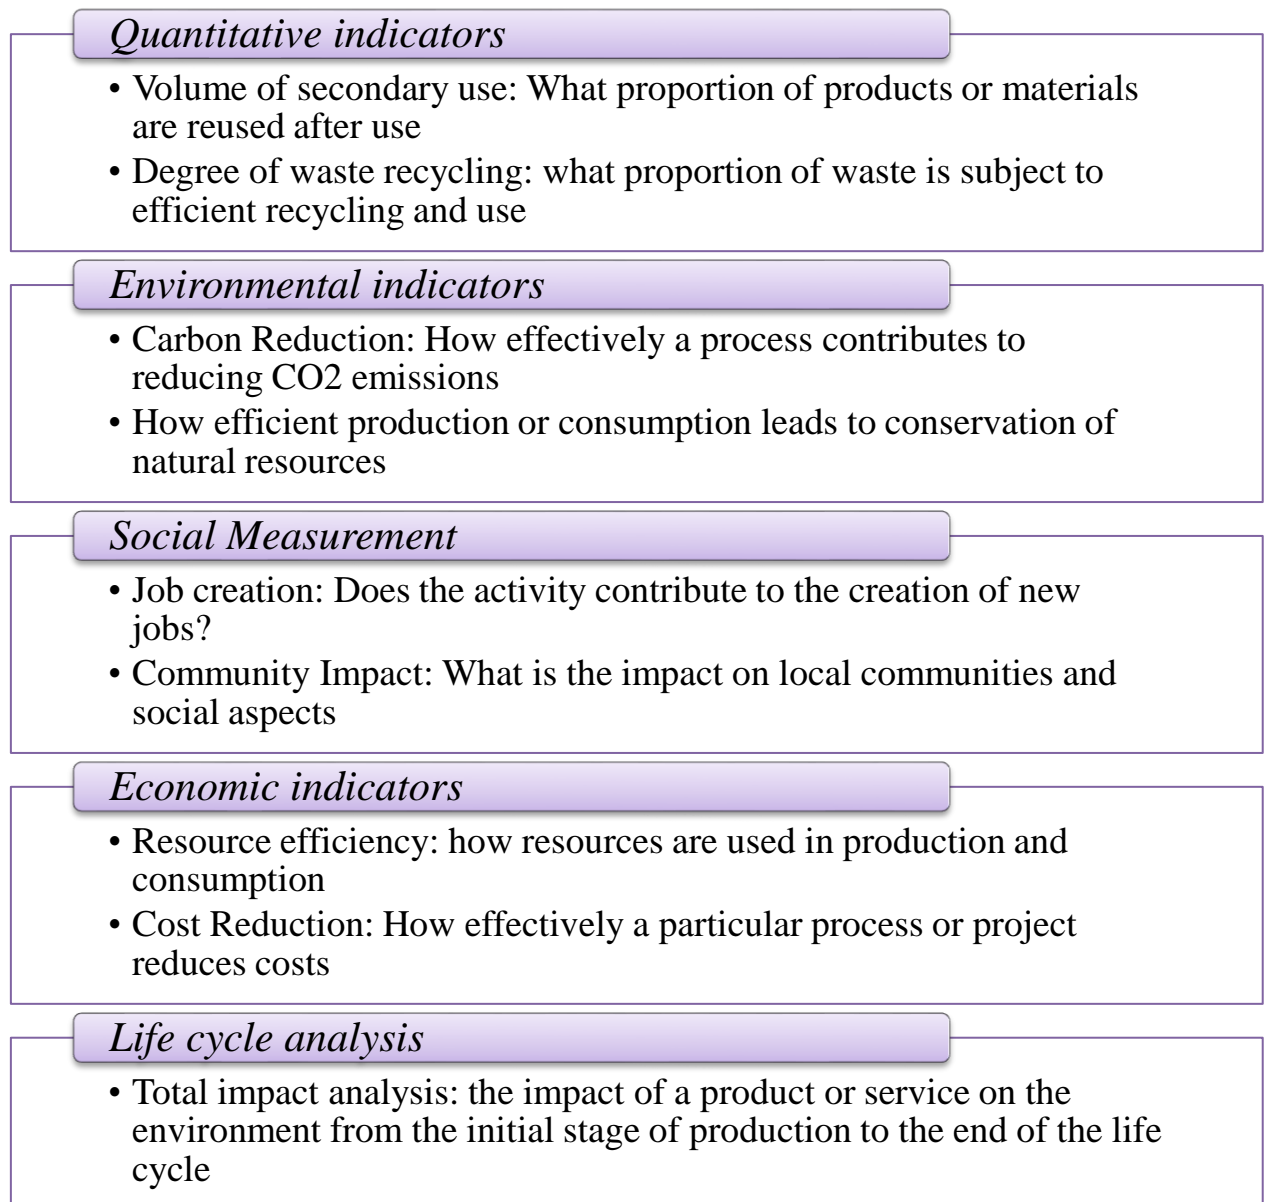 Quantitative indicators
• Volume of secondary use: What proportion of products or materials
are reused after use
• Degree of waste recycling: what proportion of waste is subject to
efficient recycling and use
Environmental indicators
• Carbon Reduction: How effectively a process contributes to
reducing CO2 emissions
• How efficient production or consumption leads to conservation of
natural resources
Social Measurement
• Job creation: Does the activity contribute to the creation of new
jobs?
• Community Impact: What is the impact on local communities and
social aspects
Economic indicators
• Resource efficiency: how resources are used in production and
consumption
• Cost Reduction: How effectively a particular process or project
reduces costs
Life cycle analysis
• Total impact analysis: the impact of a product or service on the
environment from the initial stage of production to the end of the life
cycle